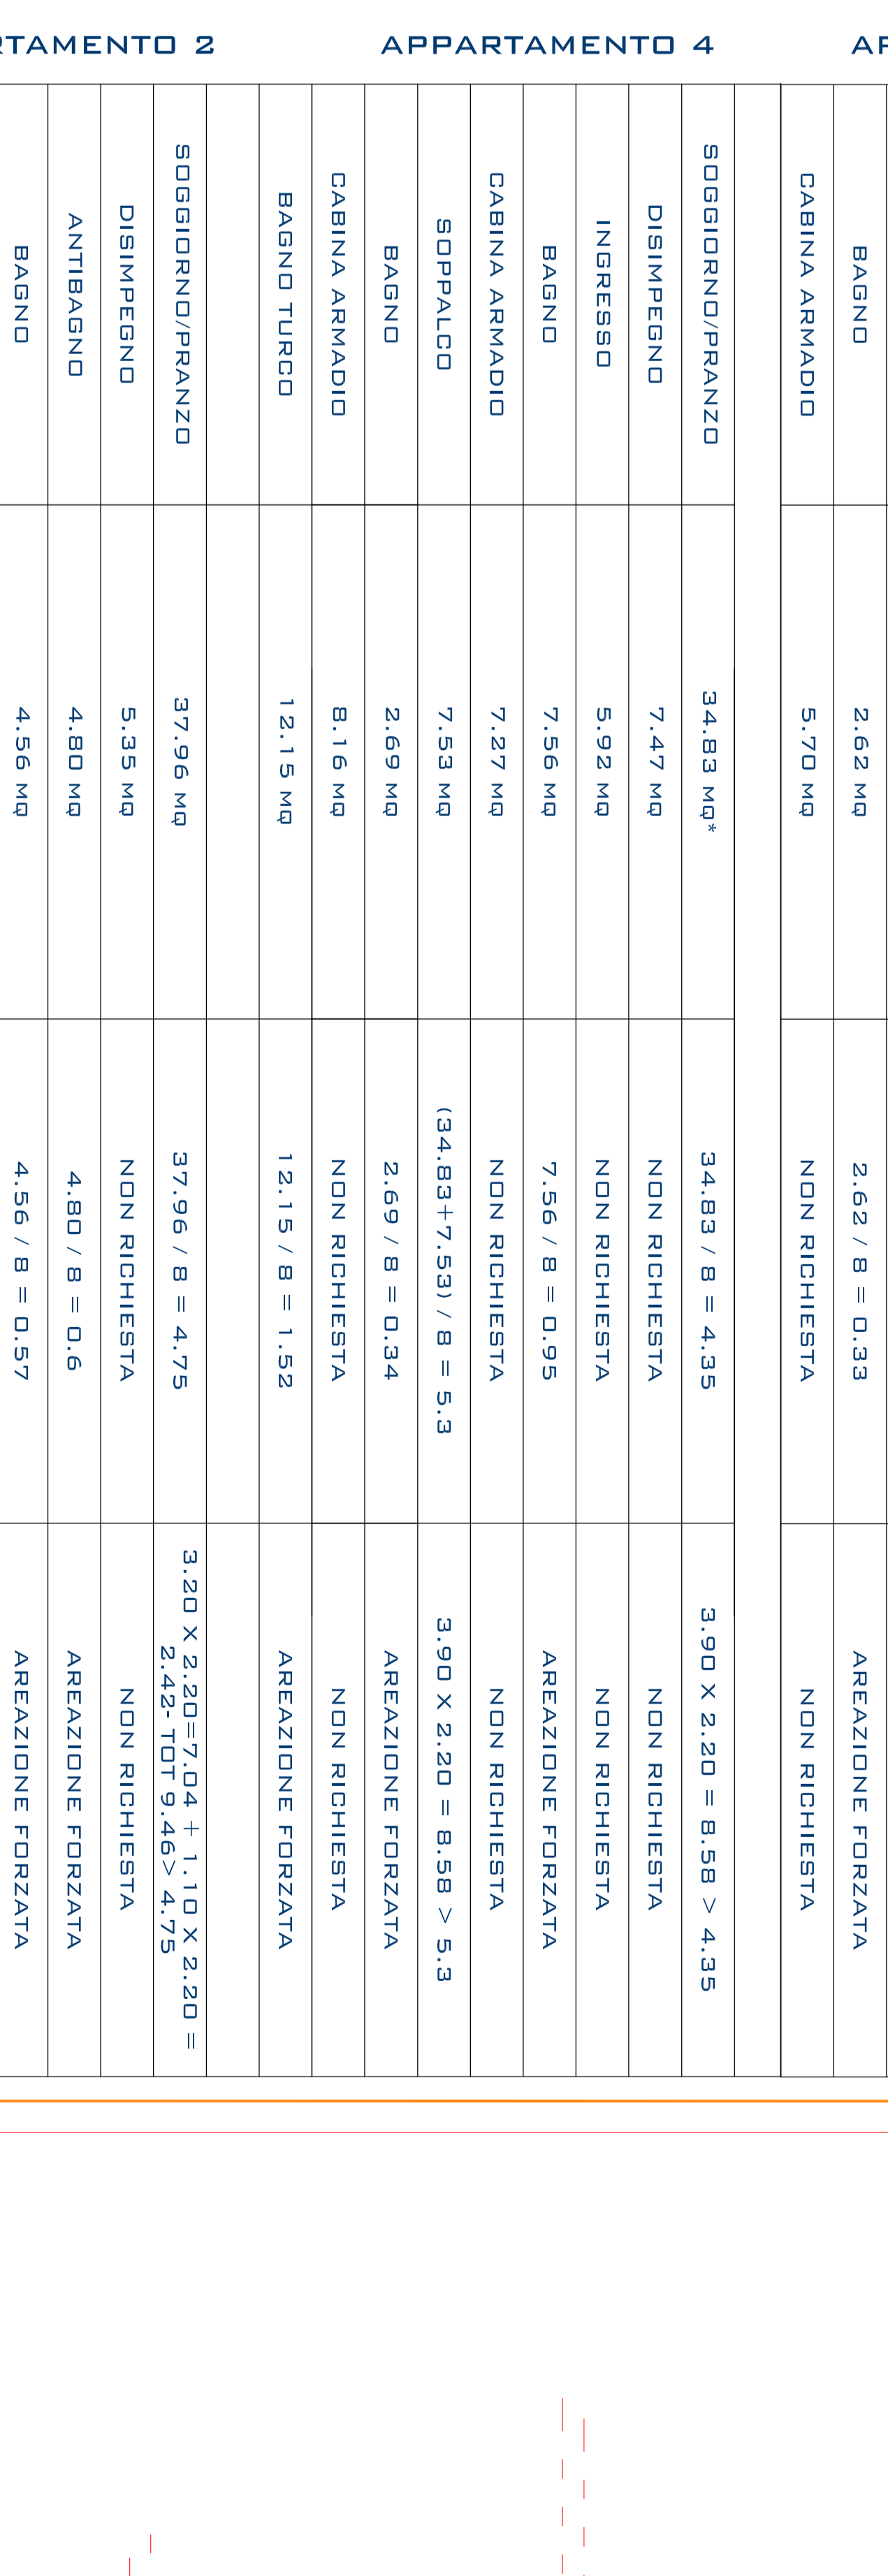 RTAMENTO 2
APPARTAMENTO 4
AP
BAGNO
2.62 MQ
2.62 / 8 = 0.33
AREAZIONE FORZATA
CABINA ARMADIO
5.70 MQ
NON RICHIESTA
NON RICHIESTA
SOGGIORNO/PRANZO
34.83 MQ*
34.83 / 8 = 4.35
3.90 X 2.20 = 8.58 > 4.35
DISIMPEGNO
7.47 MQ
NON RICHIESTA
NON RICHIESTA
INGRESSO
5.92 MQ
NON RICHIESTA
NON RICHIESTA
BAGNO
7.56 MQ
7.56 / 8 = 0.95
AREAZIONE FORZATA
CABINA ARMADIO
7.27 MQ
NON RICHIESTA
NON RICHIESTA
SOPPALCO
7.53 MQ
(34.83+7.53) / 8 = 5.3
3.90 X 2.20 = 8.58 > 5.3
BAGNO
2.69 MQ
2.69 / 8 = 0.34
AREAZIONE FORZATA
CABINA ARMADIO
8.16 MQ
NON RICHIESTA
NON RICHIESTA
BAGNO TURCO
12.15 MQ
12.15 / 8 = 1.52
AREAZIONE FORZATA
SOGGIORNO/PRANZO
37.96 MQ
37.96 / 8 = 4.75
3.20 X 2.20=7.04 + 1.10 X 2.20 =
2.42- TOT 9.46> 4.75
DISIMPEGNO
5.35 MQ
NON RICHIESTA
NON RICHIESTA
ANTIBAGNO
4.80 MQ
4.80 / 8 = 0.6
AREAZIONE FORZATA
BAGNO
4.56 MQ
4.56 / 8 = 0.57
AREAZIONE FORZATA